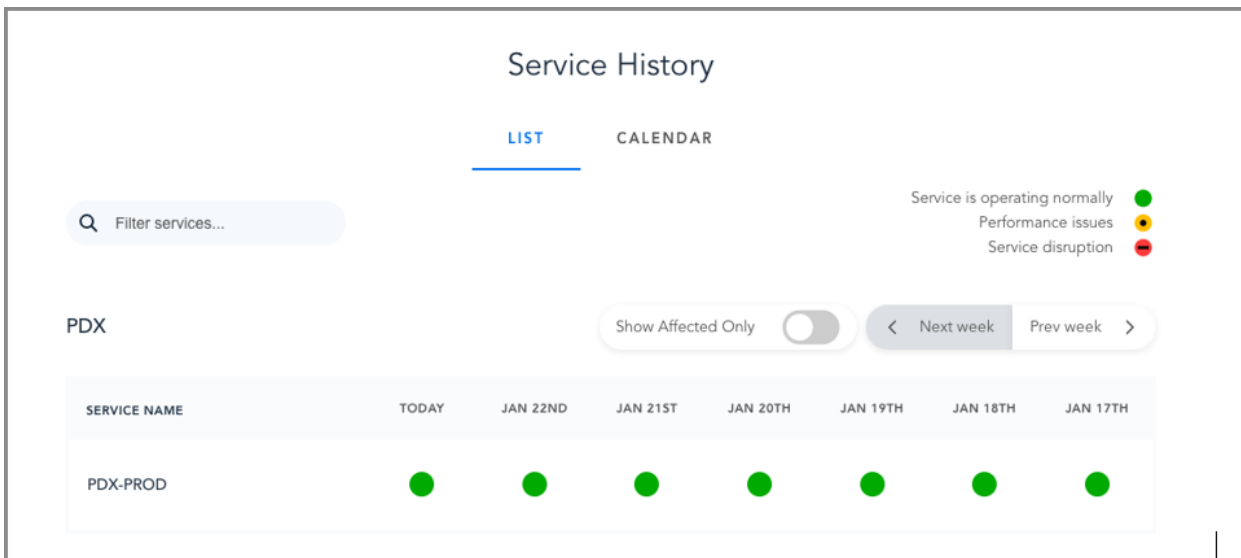 Service History
LIST CALENDAR
Filter services...
Service is operating normally
Performance issues
Service disruption
PDX
Show Affected Only
Next week
Prev week
SERVICE NAME TODAY JAN 22ND JAN 21ST JAN 20TH JAN 19TH JAN 18TH JAN 17TH
PDX-PROD